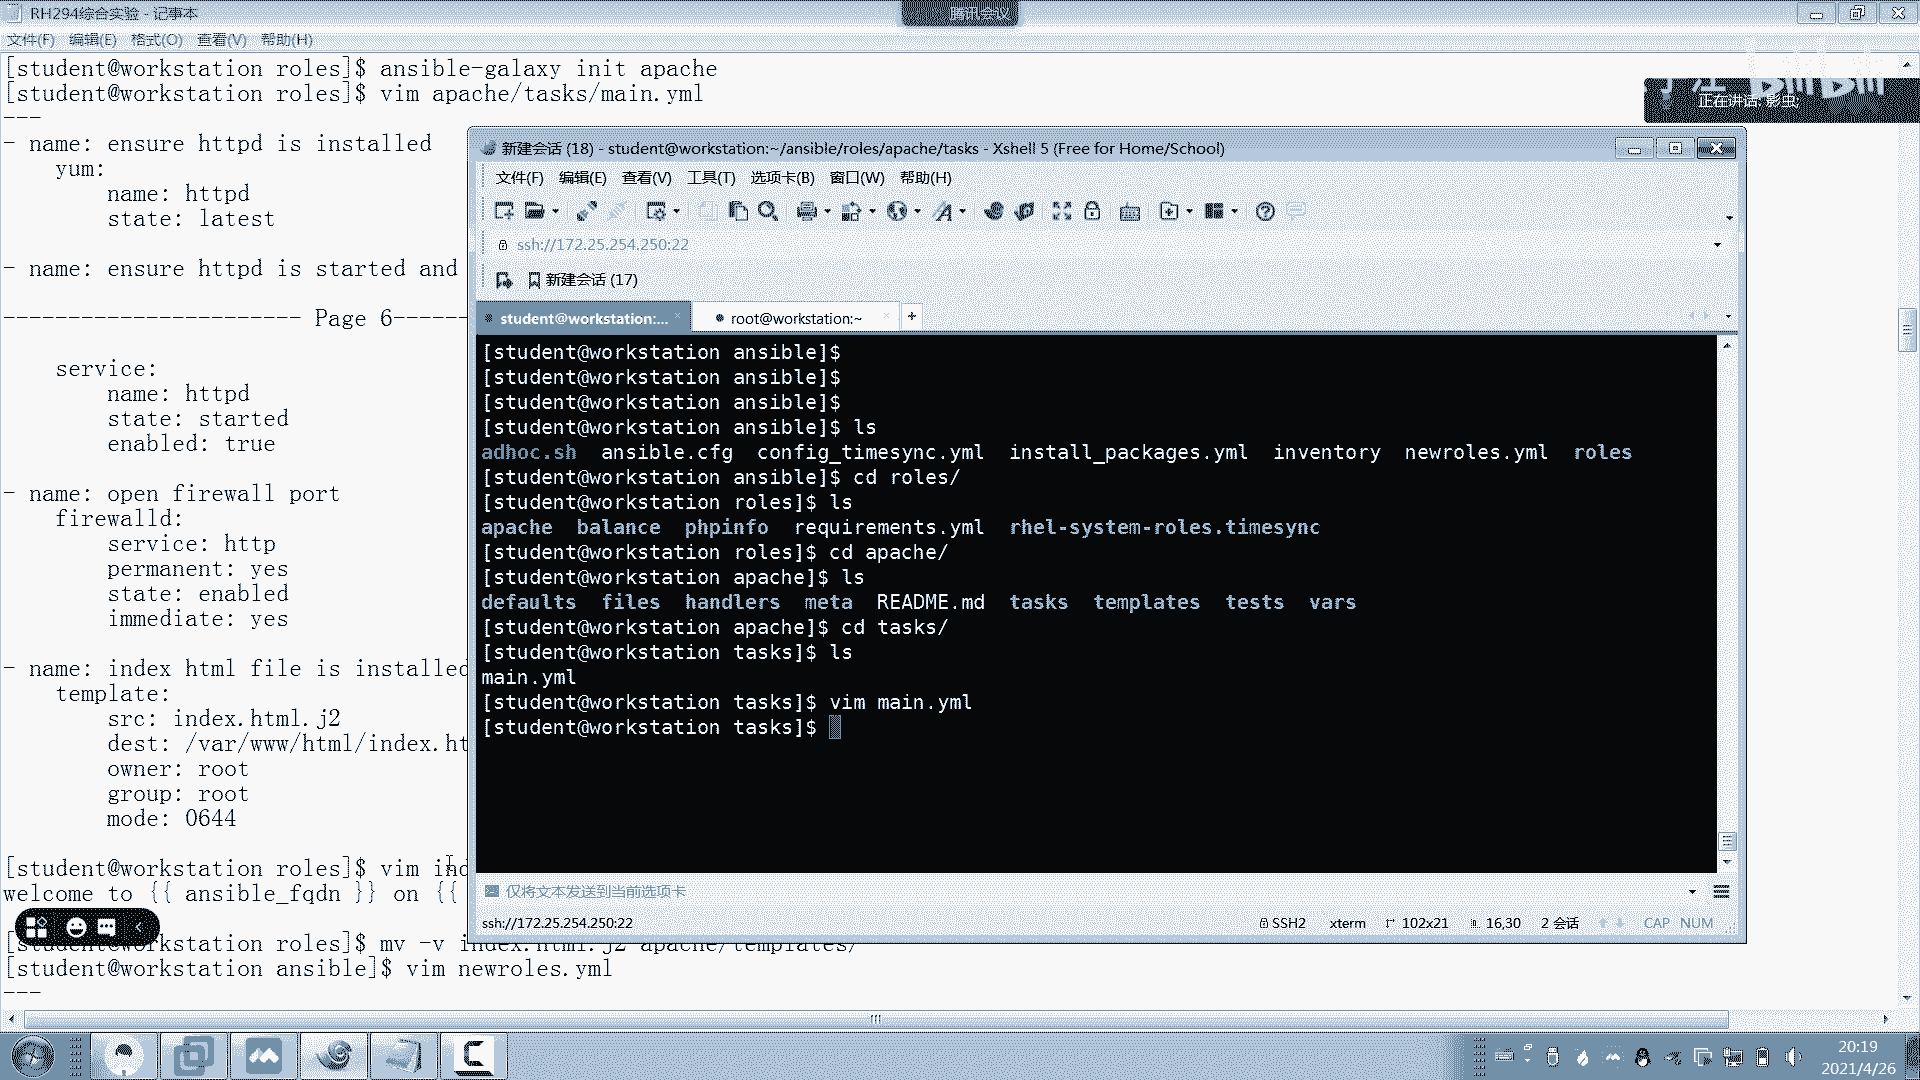 RH294综合实验 - 记事本
腾讯会议
文件(F) 编辑(E) 格式(O) 查看(V) 帮助(H)
[student@workstation roles]$ ansible-galaxy init apache
[student@workstation roles]$ vim apache/tasks/main.yml
---
- name: ensure httpd is installed
yum:
name: httpd
state: latest
- name: ensure httpd is started and
---------------------- Page 6------
service:
name: httpd
state: started
enabled: true
- name: open firewall port
firewalld:
service: http
permanent: yes
state: enabled
immediate: yes
- name: index html file is installed
template:
src: index.html.j2
dest: /var/www/html/index.ht
owner: root
group: root
mode: 0644
[student@workstation roles]$ vim ind
welcome to {{ ansible_fqdn }} on {{
[student@workstation roles]$ mv -v index.html.j2 apache/templates/
[student@workstation ansible]$ vim newroles.yml
---
正在讲话: 影虫;
新建会话 (18) - student@workstation:~/ansible/roles/apache/tasks - Xshell 5 (Free for Home/School)
文件(F) 编辑(E) 查看(V) 工具(T) 选项卡(B) 窗口(W) 帮助(H)
ssh://172.25.254.250:22
新建会话 (17)
student@workstation:... × root@workstation:~ × +
[student@workstation ansible]$
[student@workstation ansible]$
[student@workstation ansible]$
[student@workstation ansible]$ ls
adhoc.sh ansible.cfg config_timesync.yml install_packages.yml inventory newroles.yml roles
[student@workstation ansible]$ cd roles/
[student@workstation roles]$ ls
apache balance phpinfo requirements.yml rhel-system-roles.timesync
[student@workstation roles]$ cd apache/
[student@workstation apache]$ ls
defaults files handlers meta README.md tasks templates tests vars
[student@workstation apache]$ cd tasks/
[student@workstation tasks]$ ls
main.yml
[student@workstation tasks]$ vim main.yml
[student@workstation tasks]$
仅将文本发送到当前选项卡
ssh://172.25.254.250:22 SSH2 xterm 102x21 16,30 2 会话 CAP NUM
20:19
2021/4/26